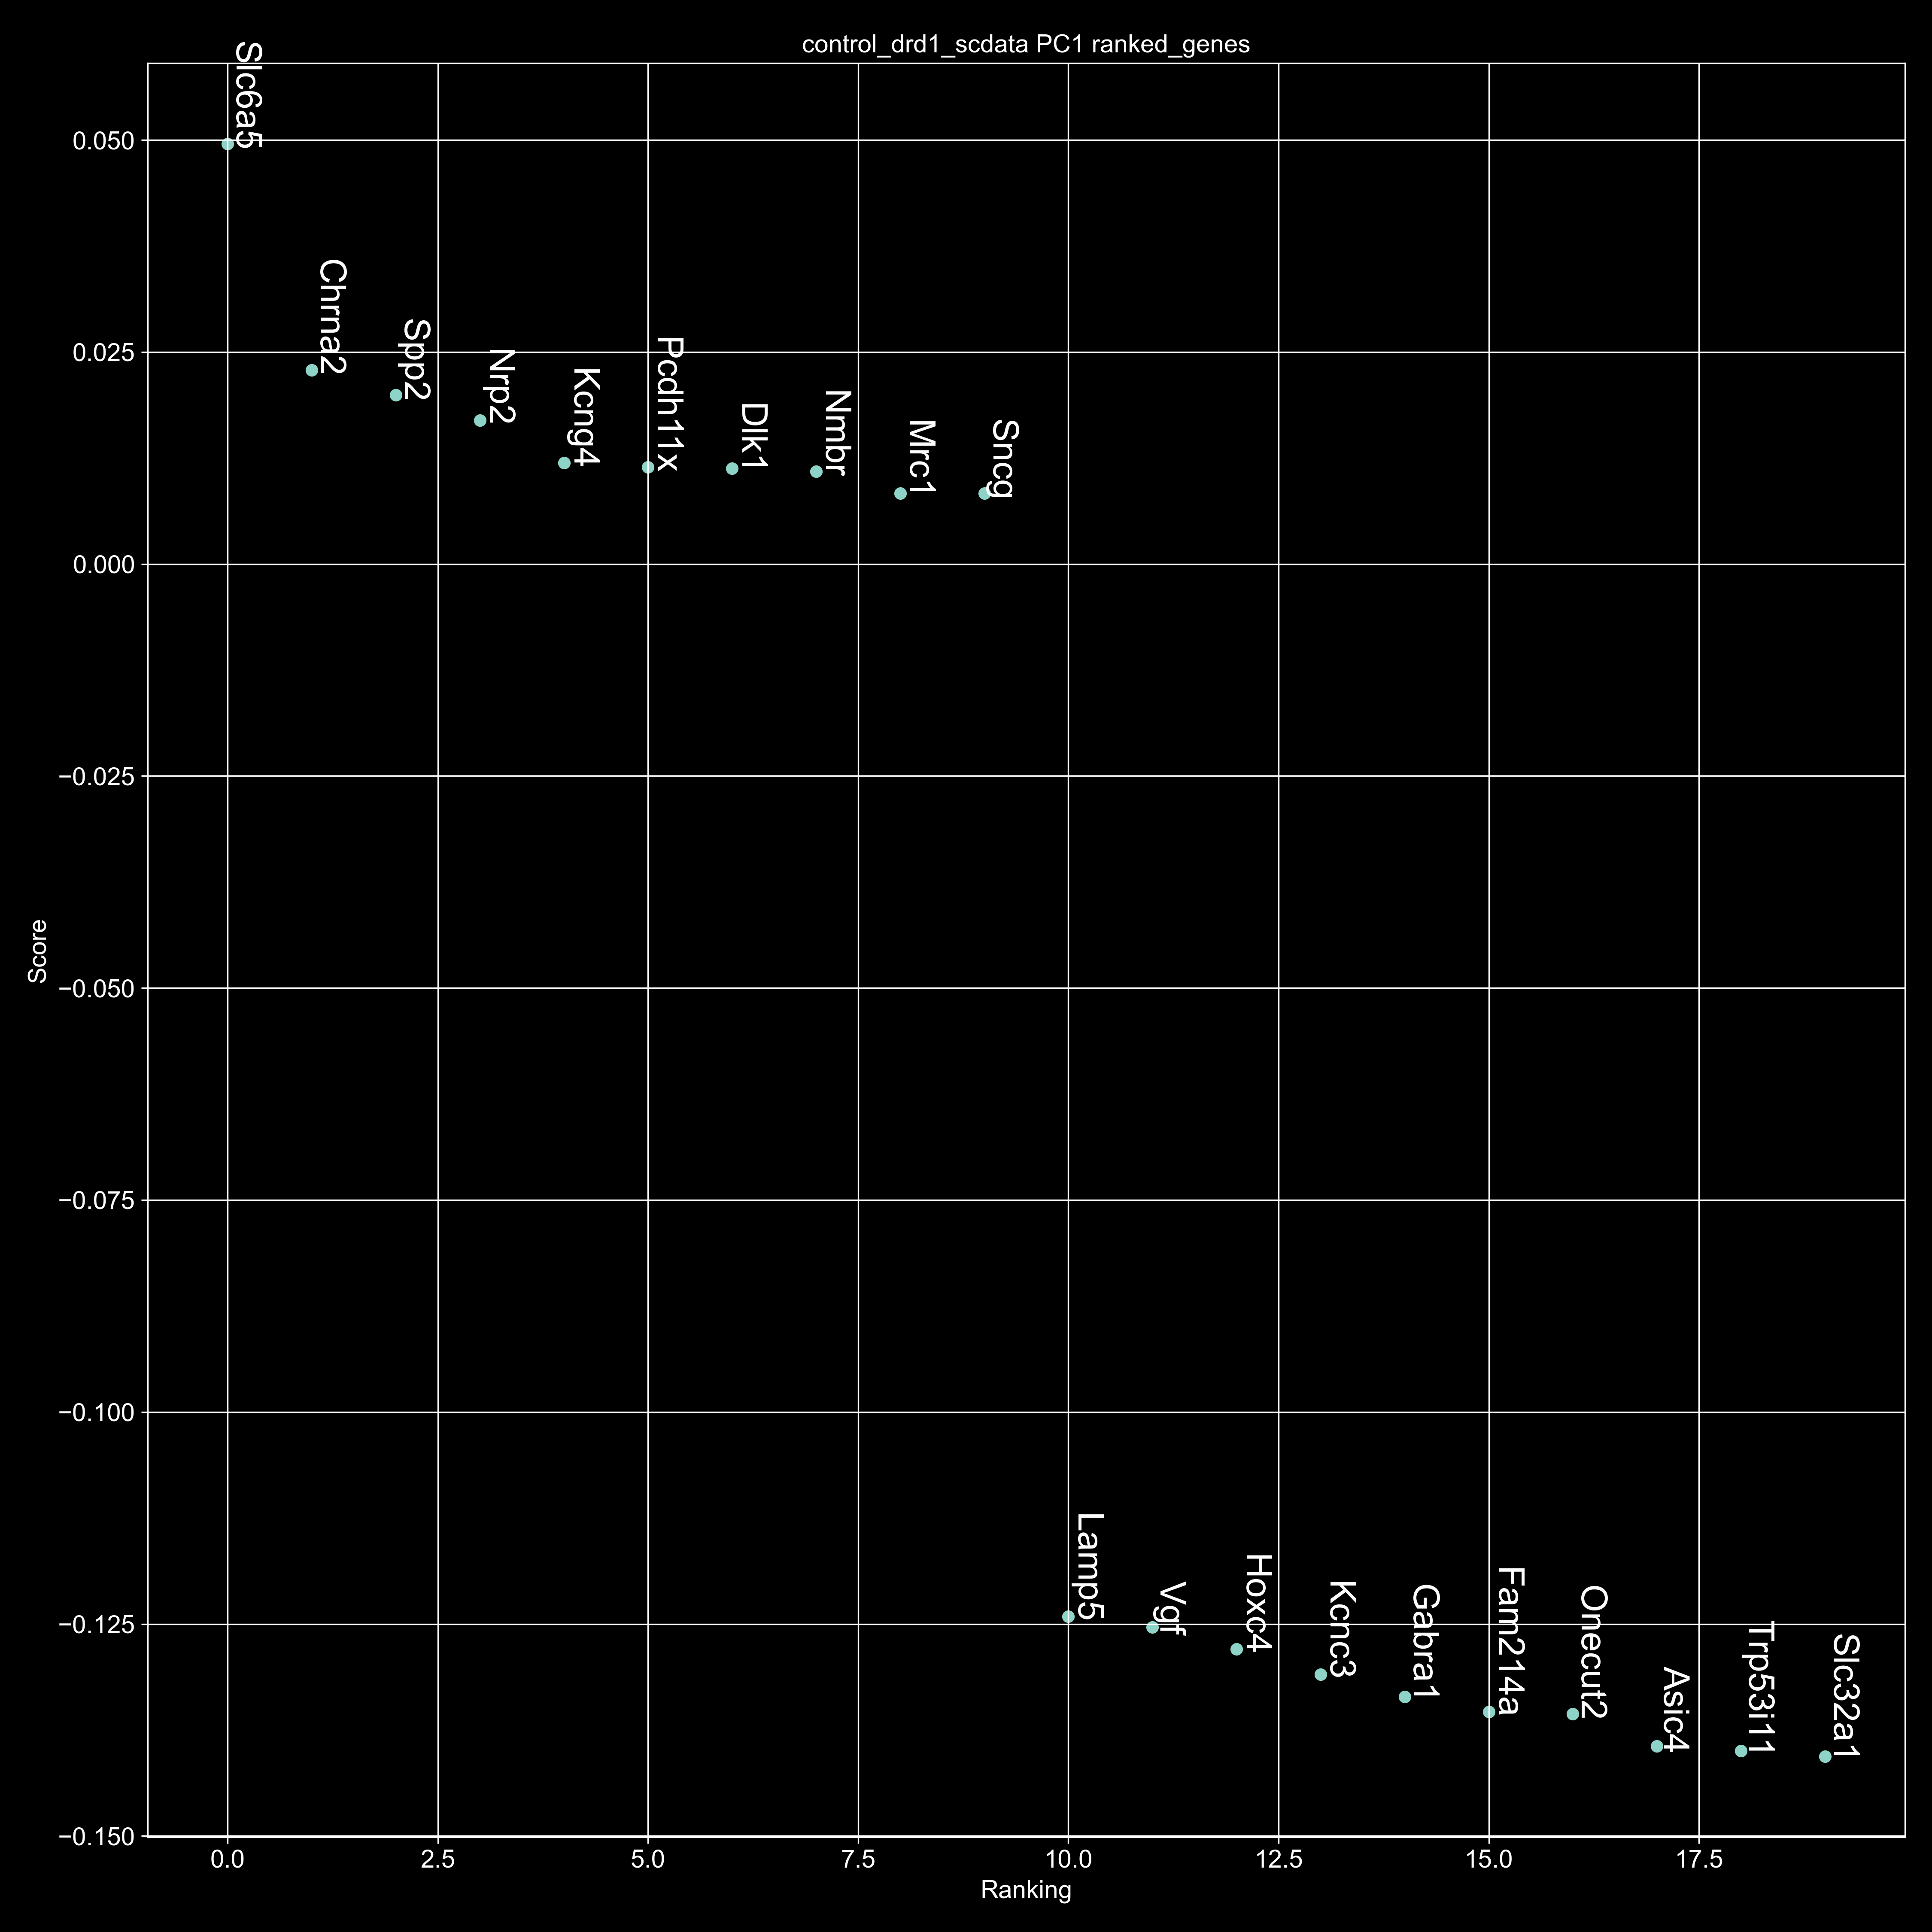 control_drd1_scdata PC1 ranked_genes
Slc6a5
Chrna2
Spp2
Nrp2
Kcng4
Pcdh11x
Dlk1
Nmbr
Mrc1
Sncg
Lamp5
Vgf
Hoxc4
Kcnc3
Gabra1
Fam214a
Onecut2
Asic4
Trp53i11
Slc32a1
0.050
0.025
0.000
−0.025
−0.050
−0.075
−0.100
−0.125
−0.150
Score
0.0 2.5 5.0 7.5 10.0 12.5 15.0 17.5
Ranking